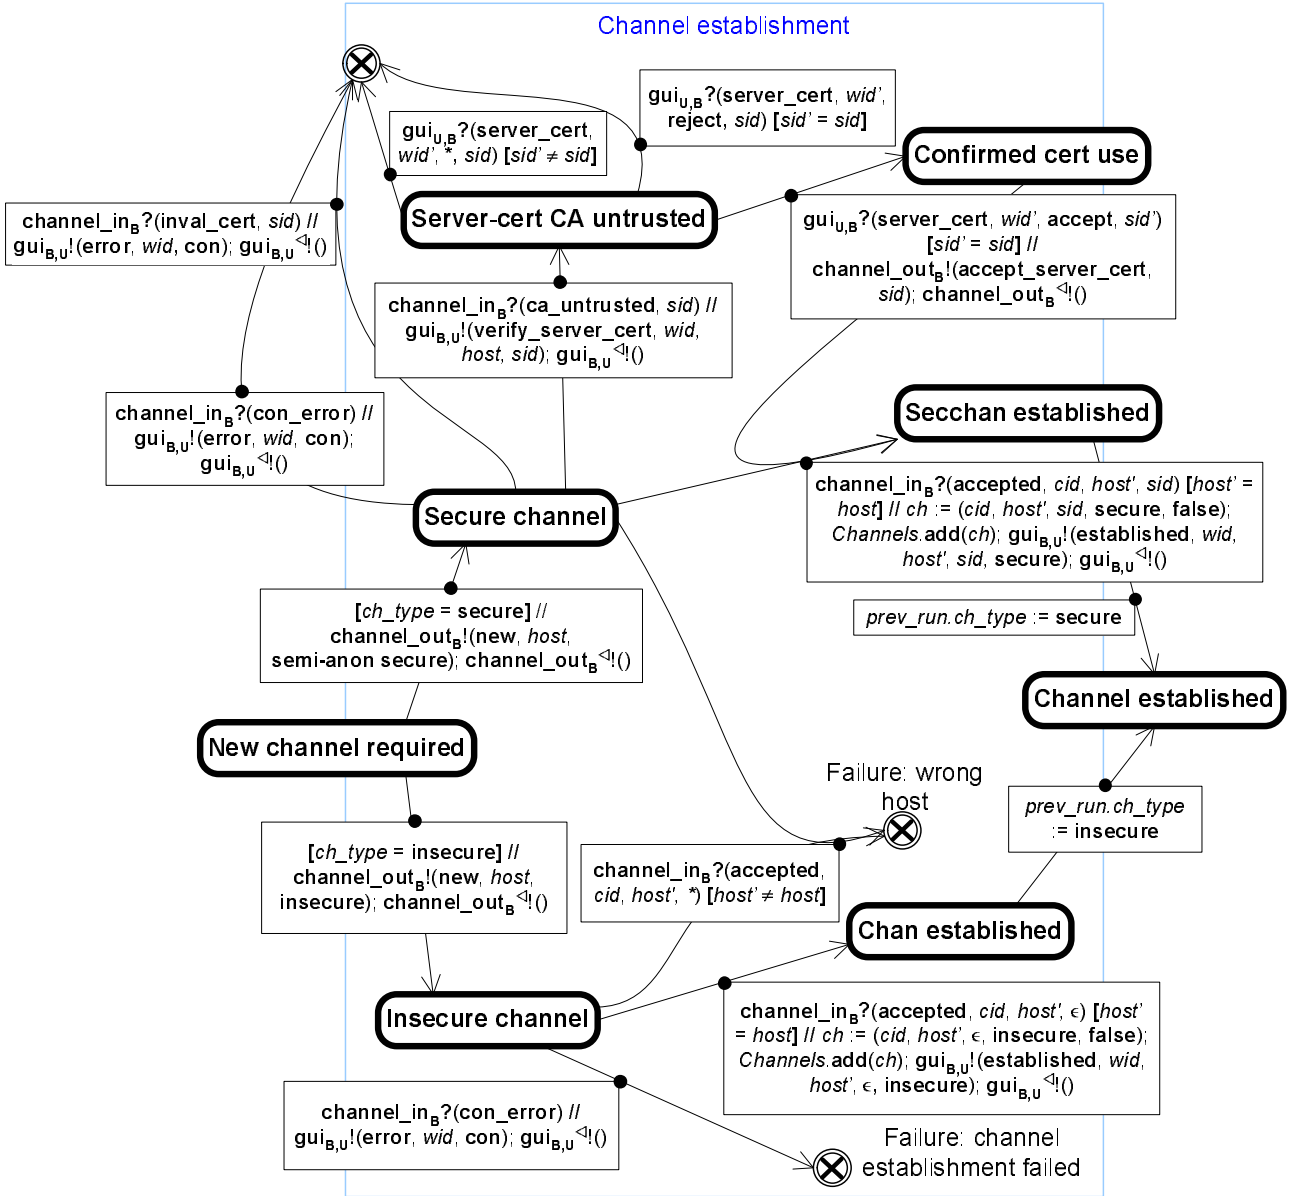 Channel establishment
gui_U,B?(server_cert, wid',
reject, sid) [sid' = sid]
gui_U,B?(server_cert,
wid', *, sid) [sid' ≠ sid]
Confirmed cert use
Server-cert CA untrusted
channel_in_B?(inval_cert, sid) //
gui_B,U!(error, wid, con); gui_B,U^◁!()
gui_U,B?(server_cert, wid', accept, sid')
[sid' = sid] //
channel_out_B!(accept_server_cert,
sid); channel_out_B^◁!()
channel_in_B?(ca_untrusted, sid) //
gui_B,U!(verify_server_cert, wid,
host, sid); gui_B,U^◁!()
channel_in_B?(con_error) //
gui_B,U!(error, wid, con);
gui_B,U^◁!()
Secchan established
Secure channel
channel_in_B?(accepted, cid, host', sid) [host' =
host] // ch := (cid, host', sid, secure, false);
Channels.add(ch); gui_B,U!(established, wid,
host', sid, secure); gui_B,U^◁!()
[ch_type = secure] //
channel_out_B!(new, host,
semi-anon secure); channel_out_B^◁!()
prev_run.ch_type := secure
Channel established
New channel required
Failure: wrong
host
prev_run.ch_type
:= insecure
[ch_type = insecure] //
channel_out_B!(new, host,
insecure); channel_out_B^◁!()
channel_in_B?(accepted,
cid, host', *) [host' ≠ host]
Chan established
Insecure channel
channel_in_B?(accepted, cid, host', ϵ) [host'
= host] // ch := (cid, host', ϵ, insecure, false);
Channels.add(ch); gui_B,U!(established, wid,
host', ϵ, insecure); gui_B,U^◁!()
channel_in_B?(con_error) //
gui_B,U!(error, wid, con); gui_B,U^◁!()
Failure: channel
establishment failed